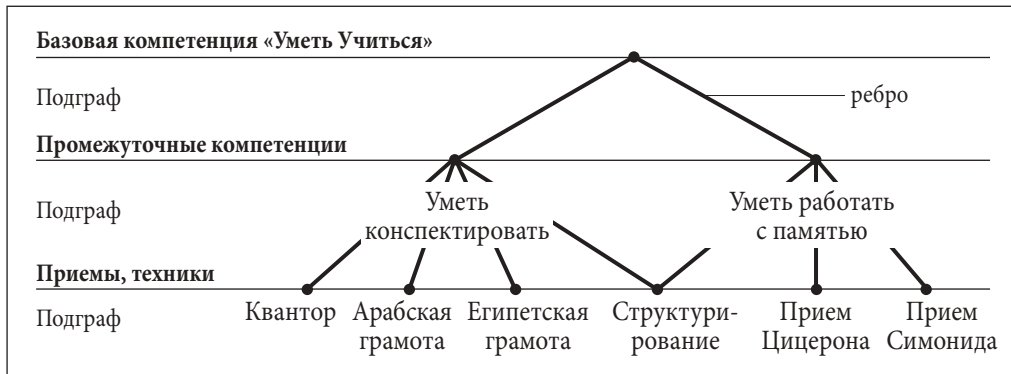 Базовая компетенция «Уметь Учиться»
Подграф
ребро
Промежуточные компетенции
Подграф
Уметь
конспектировать
Уметь работать
с памятью
Приемы, техники
Подграф
Квантор
Арабская
грамота
Египетская
грамота
Структури-
рование
Прием
Цицерона
Прием
Симонида